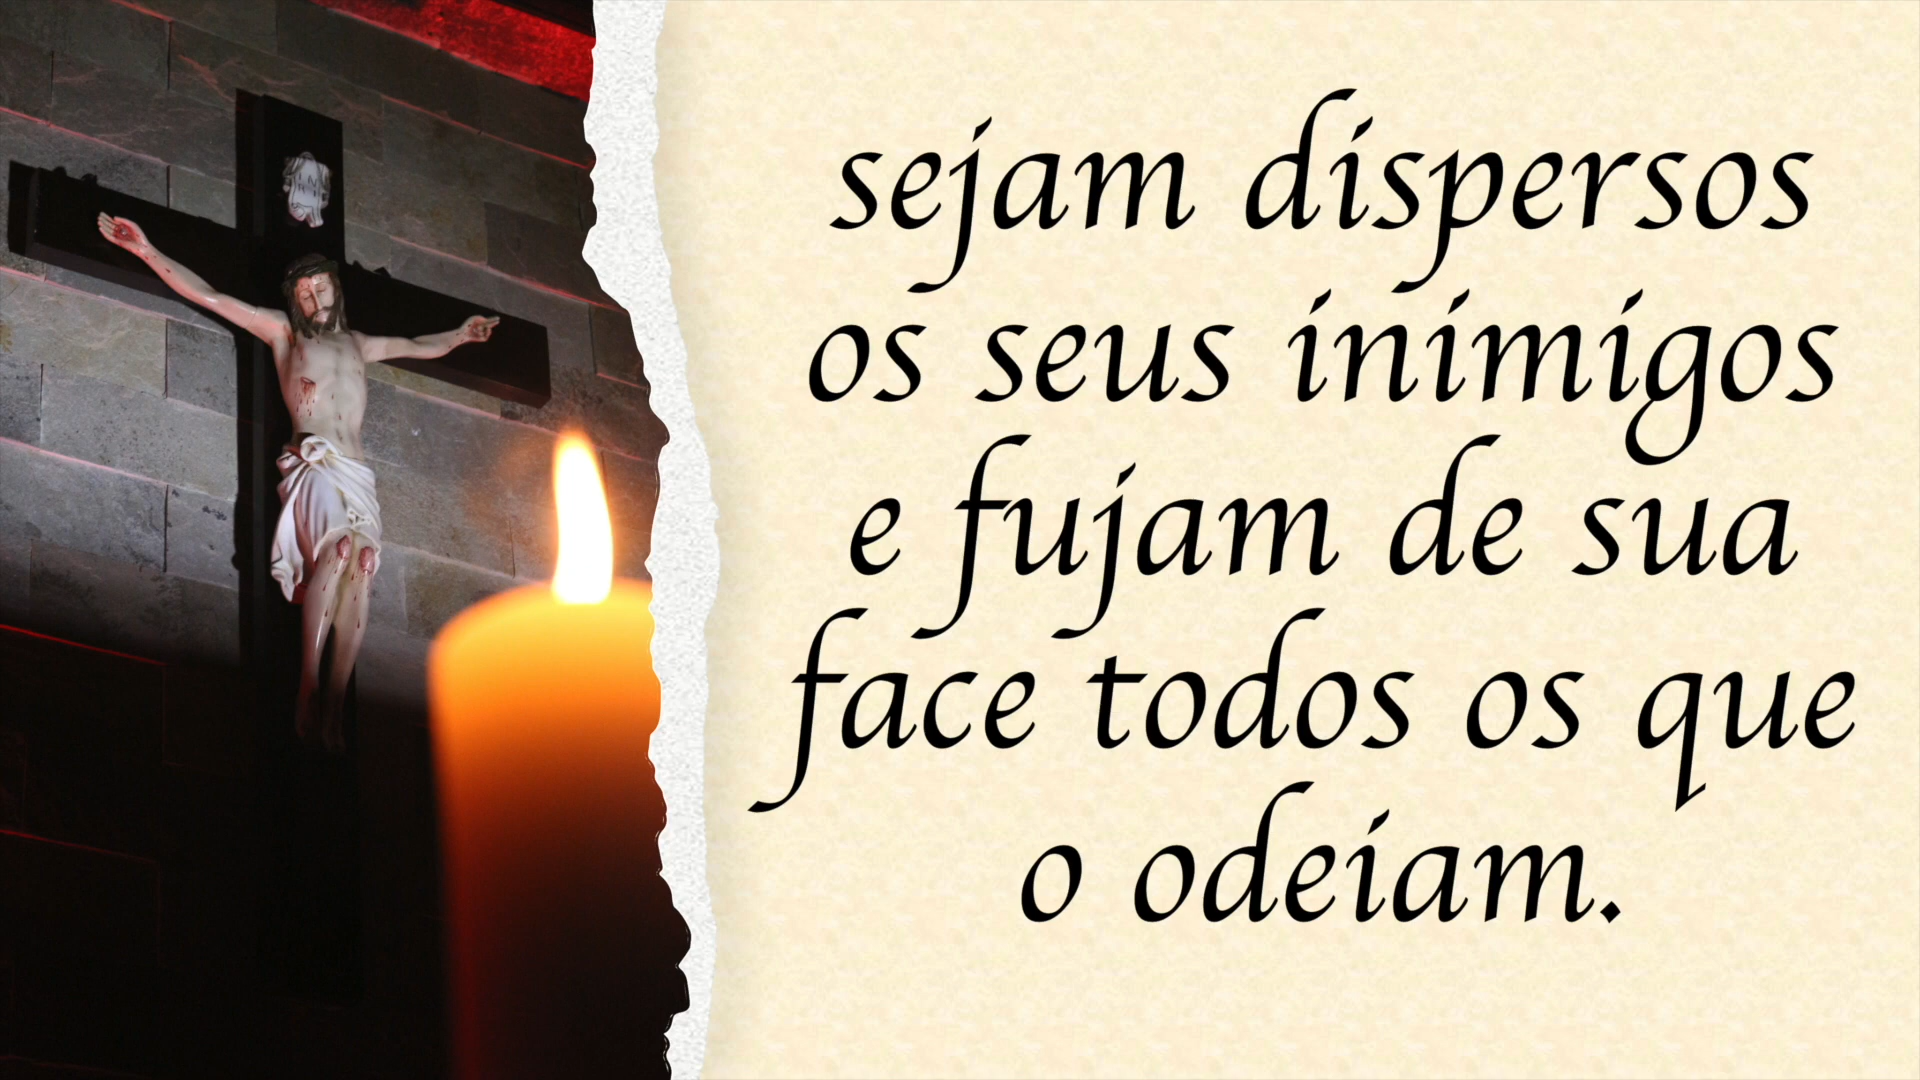 sejam dispersos
os seus inimigos
e fujam de sua
face todos os que
o odeiam.